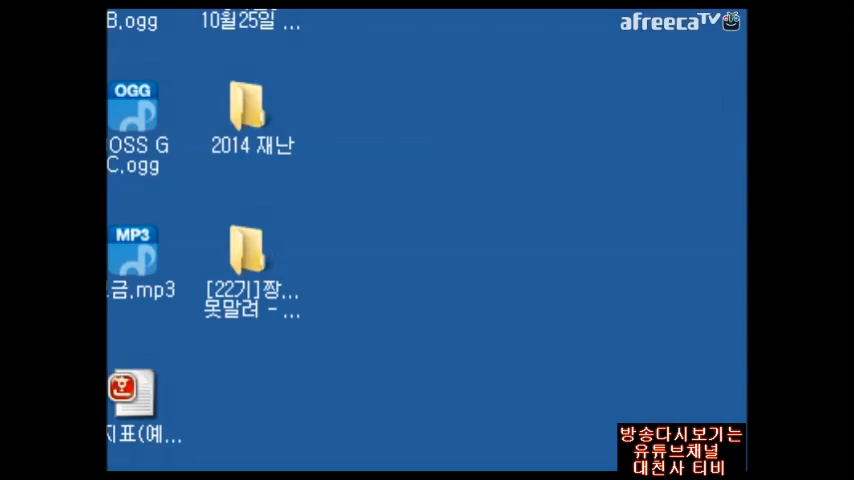 B.ogg
10월25일 ...
afreecaTV
OGG
OSS G
C.ogg
2014 재난
MP3
금.mp3
[22기]짱...
못말려 - ...
지표(예...
방송다시보기는
유튜브채널
대천사 티비